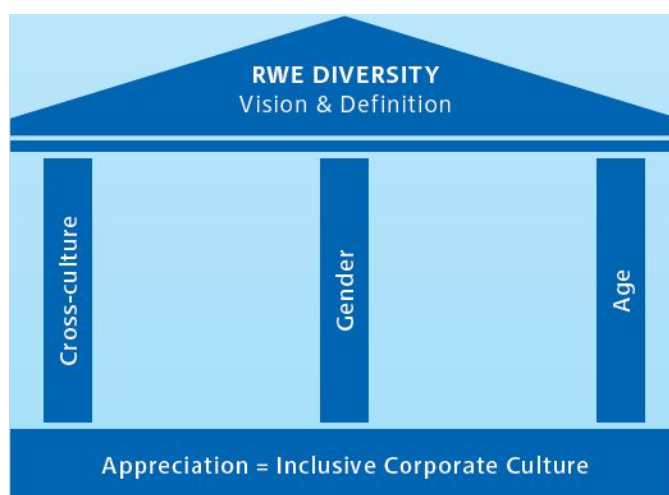 RWE DIVERSITY
Vision & Definition
Cross-culture
Gender
Age
Appreciation = Inclusive Corporate Culture